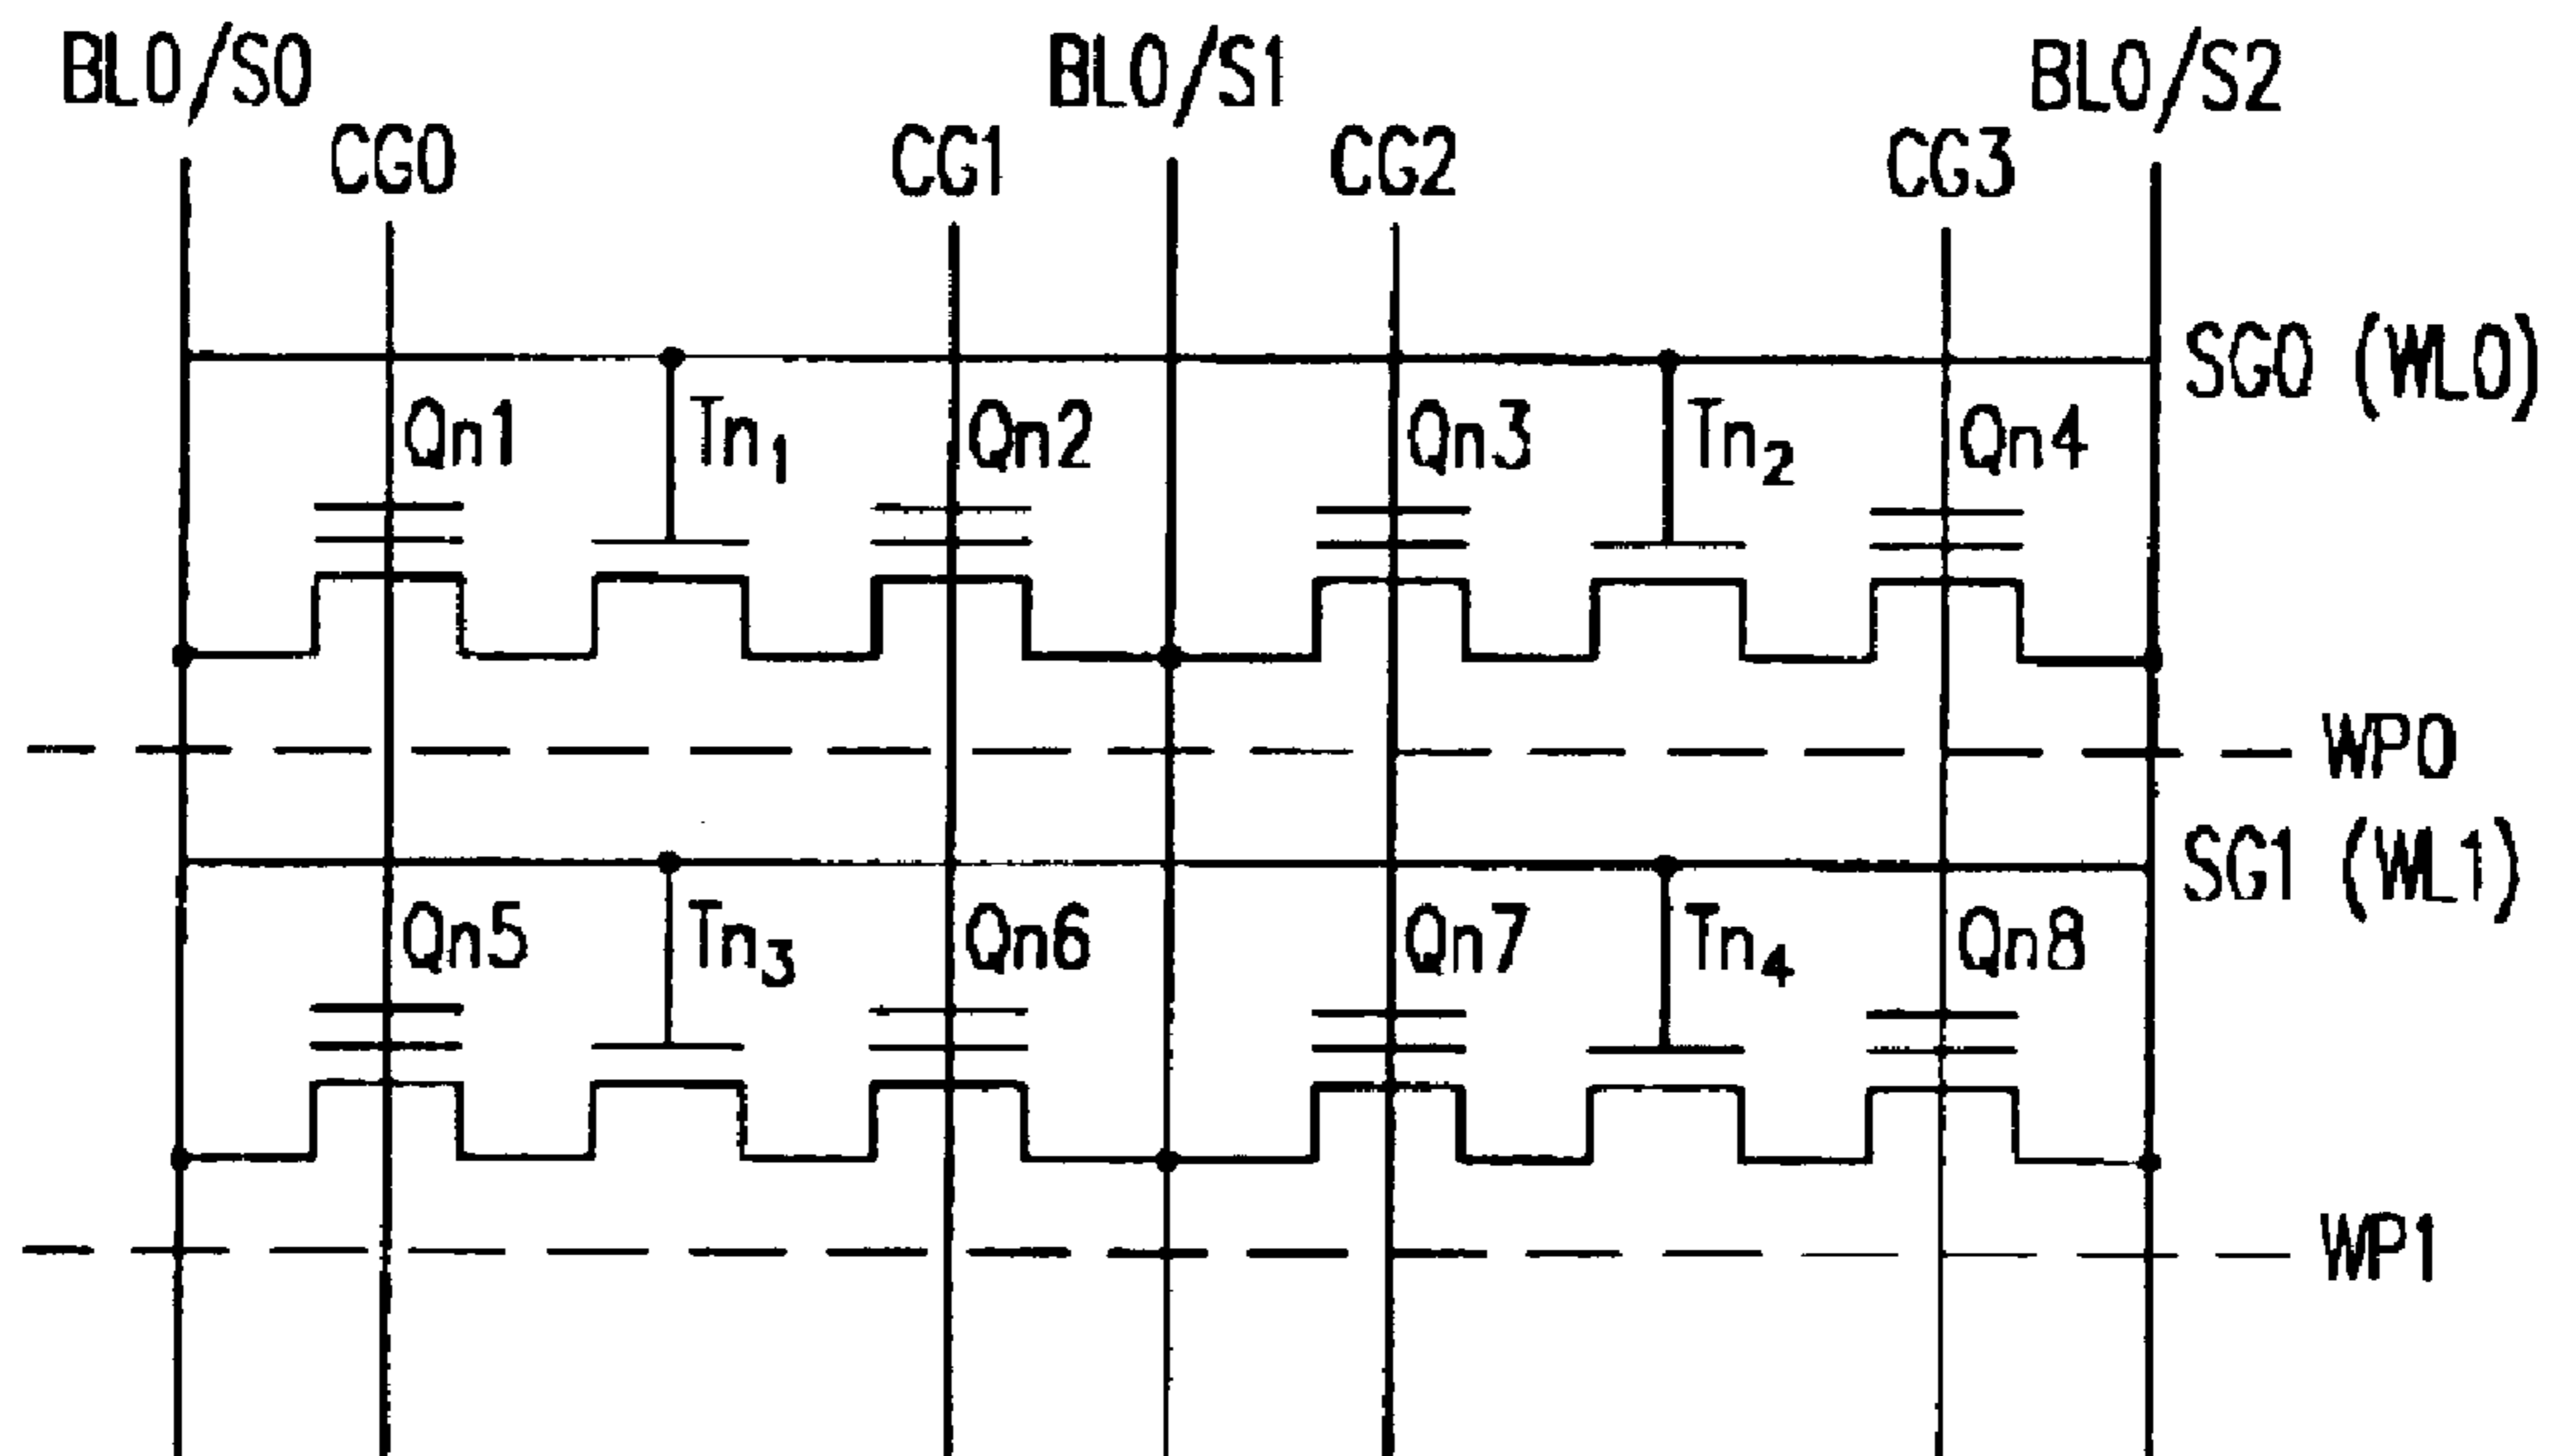 BL0/S0
BL0/S1
BL0/S2
CG0
CG1
CG2
CG3
SG0 (WL0)
Qn1
Tn1
Qn2
Qn3
Tn2
Qn4
WP0
SG1 (WL1)
Qn5
Tn3
Qn6
Qn7
Tn4
Qn8
WP1